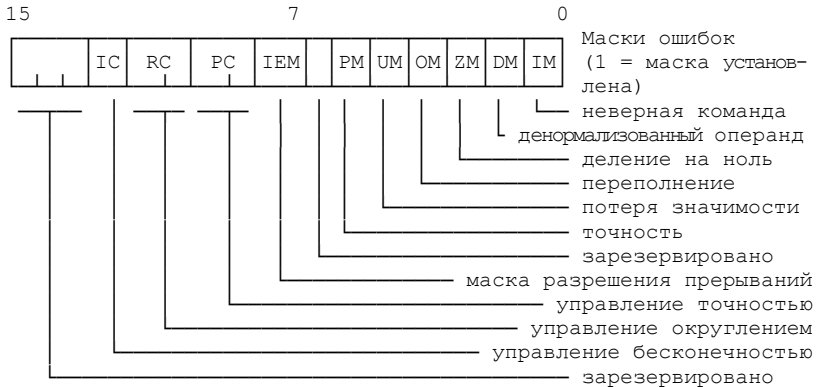 15 7 0
Маски ошибок
IC RC PC IEM PM UM OM ZM DM IM (1 = маска установ-
лена)
неверная команда
денормализованный операнд
деление на ноль
переполнение
потеря значимости
точность
зарезервировано
маска разрешения прерываний
управление точностью
управление округлением
управление бесконечностью
зарезервировано